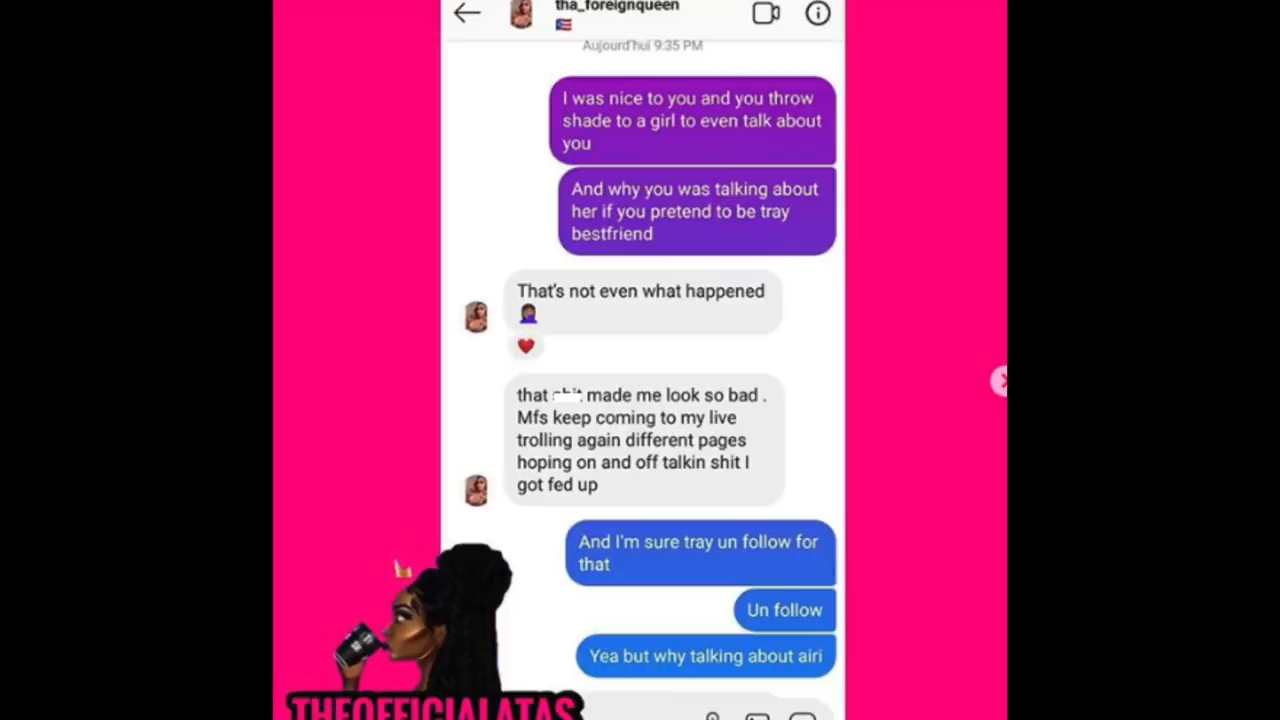 tha_foreignqueen
Aujourd'hui 9:35 PM
I was nice to you and you throw
shade to a girl to even talk about
you
And why you was talking about
her if you pretend to be tray
bestfriend
That's not even what happened
that shit made me look so bad .
Mfs keep coming to my live
trolling again different pages
hoping on and off talkin shit I
got fed up
And I'm sure tray un follow for
that
Un follow
Yea but why talking about airi
THEOFFICIALATAS